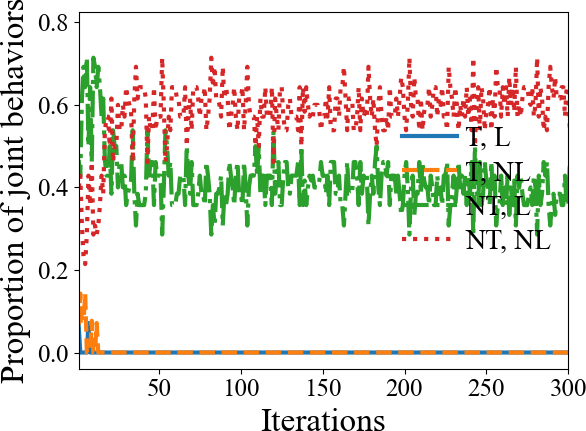 Proportion of joint behaviors
0.8
0.6
0.4
0.2
0.0
T, L
T, NL
NT, L
NT, NL
50 100 150 200 250 300
Iterations